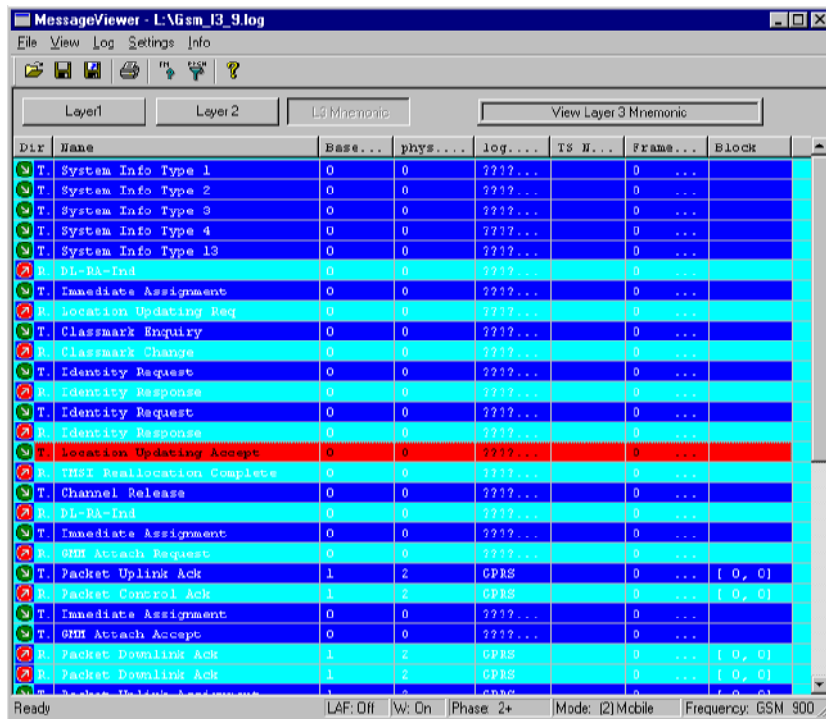 MessageViewer - L:\Gsm_l3_9.log
File View Log Settings Info
Layer1 Layer 2 L3 Mnemonic View Layer 3 Mnemonic
Dir Name Base... phys.... log.... TS N... Frame... Block
T. System Info Type 1 0 0 ????... 0 ...
T. System Info Type 2 0 0 ????... 0 ...
T. System Info Type 3 0 0 ????... 0 ...
T. System Info Type 4 0 0 ????... 0 ...
T. System Info Type 13 0 0 ????... 0 ...
R. DL-RA-Ind 0 0 ????... 0 ...
T. Immediate Assignment 0 0 ????... 0 ...
R. Location Updating Req 0 0 ????... 0 ...
T. Classmark Enquiry 0 0 ????... 0 ...
R. Classmark Change 0 0 ????... 0 ...
T. Identity Request 0 0 ????... 0 ...
R. Identity Response 0 0 ????... 0 ...
T. Identity Request 0 0 ????... 0 ...
R. Identity Response 0 0 ????... 0 ...
T. Location Updating Accept 0 0 ????... 0 ...
R. TMSI Reallocation Complete 0 0 ????... 0 ...
T. Channel Release 0 0 ????... 0 ...
R. DL-RA-Ind 0 0 ????... 0 ...
T. Immediate Assignment 0 0 ????... 0 ...
R. GMM Attach Request 0 0 ????... 0 ...
T. Packet Uplink Ack 1 2 GPRS 0 ... [ 0, 0]
R. Packet Control Ack 1 2 GPRS 0 ... [ 0, 0]
T. Immediate Assignment 0 0 ????... 0 ...
T. GMM Attach Accept 0 0 ????... 0 ...
R. Packet Downlink Ack 1 2 GPRS 0 ... [ 0, 0]
R. Packet Downlink Ack 1 2 GPRS 0 ... [ 0, 0]
T. Packet Uplink Assignment 1 2 GPRS 0 ... [ 0, 0]
Ready LAF: Off W: On Phase: 2+ Mode: (2) Mobile Frequency: GSM 900